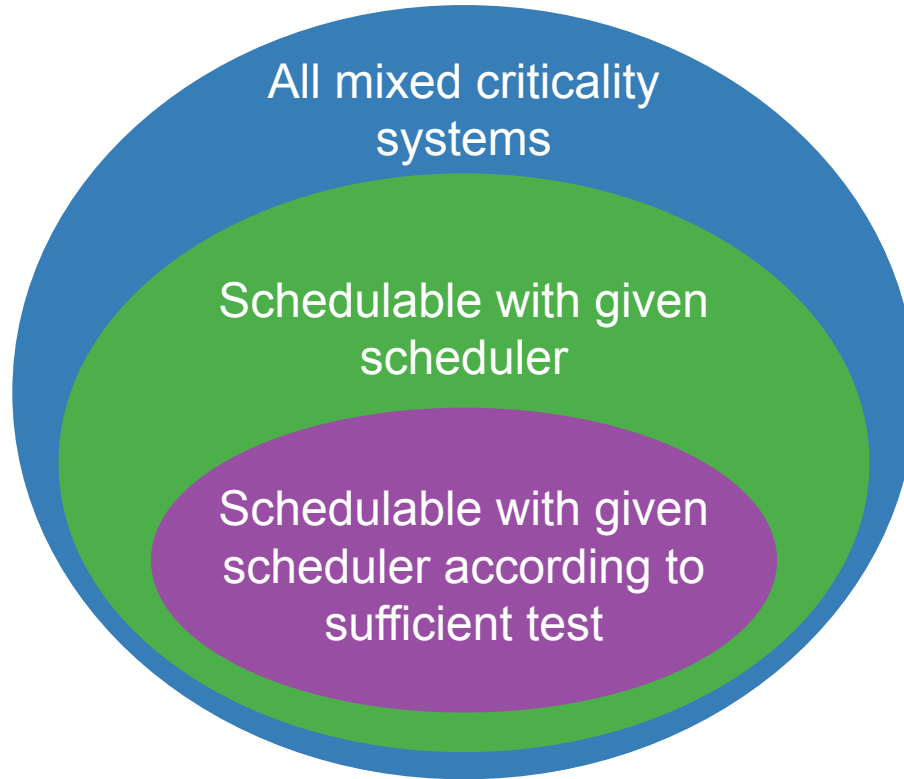 All mixed criticality
systems
Schedulable with given
scheduler
Schedulable with given
scheduler according to
sufficient test